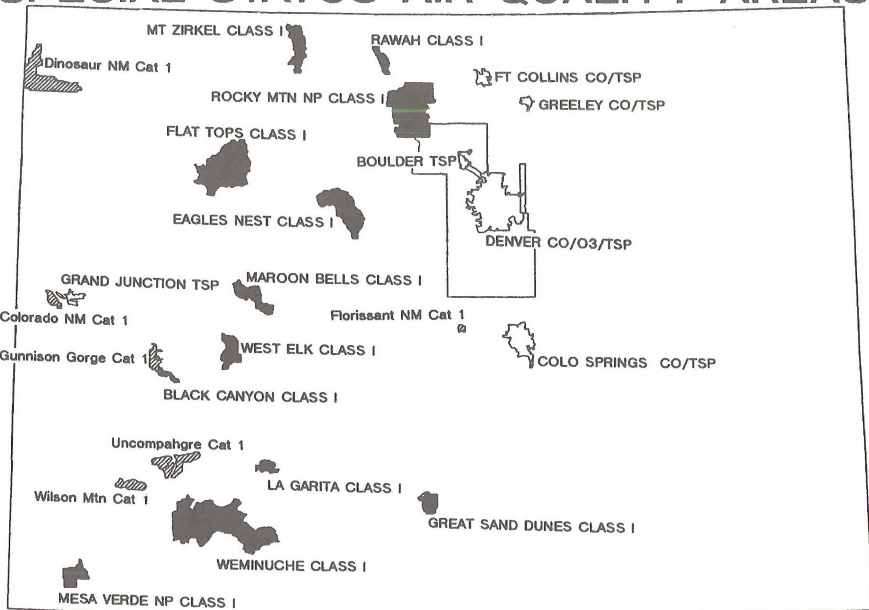 SPECIAL STATUS AIR QUALITY AREAS
MT ZIRKEL CLASS I
RAWAH CLASS I
Dinosaur NM Cat 1
FT COLLINS CO/TSP
ROCKY MTN NP CLASS I
GREELEY CO/TSP
FLAT TOPS CLASS I
BOULDER TSP
EAGLES NEST CLASS I
DENVER CO/O3/TSP
GRAND JUNCTION TSP
MAROON BELLS CLASS I
Colorado NM Cat 1
Florissant NM Cat 1
Gunnison Gorge Cat 1
WEST ELK CLASS I
COLO SPRINGS CO/TSP
BLACK CANYON CLASS I
Uncompahgre Cat 1
Wilson Mtn Cat 1
LA GARITA CLASS I
GREAT SAND DUNES CLASS I
WEMINUCHE CLASS I
MESA VERDE NP CLASS I